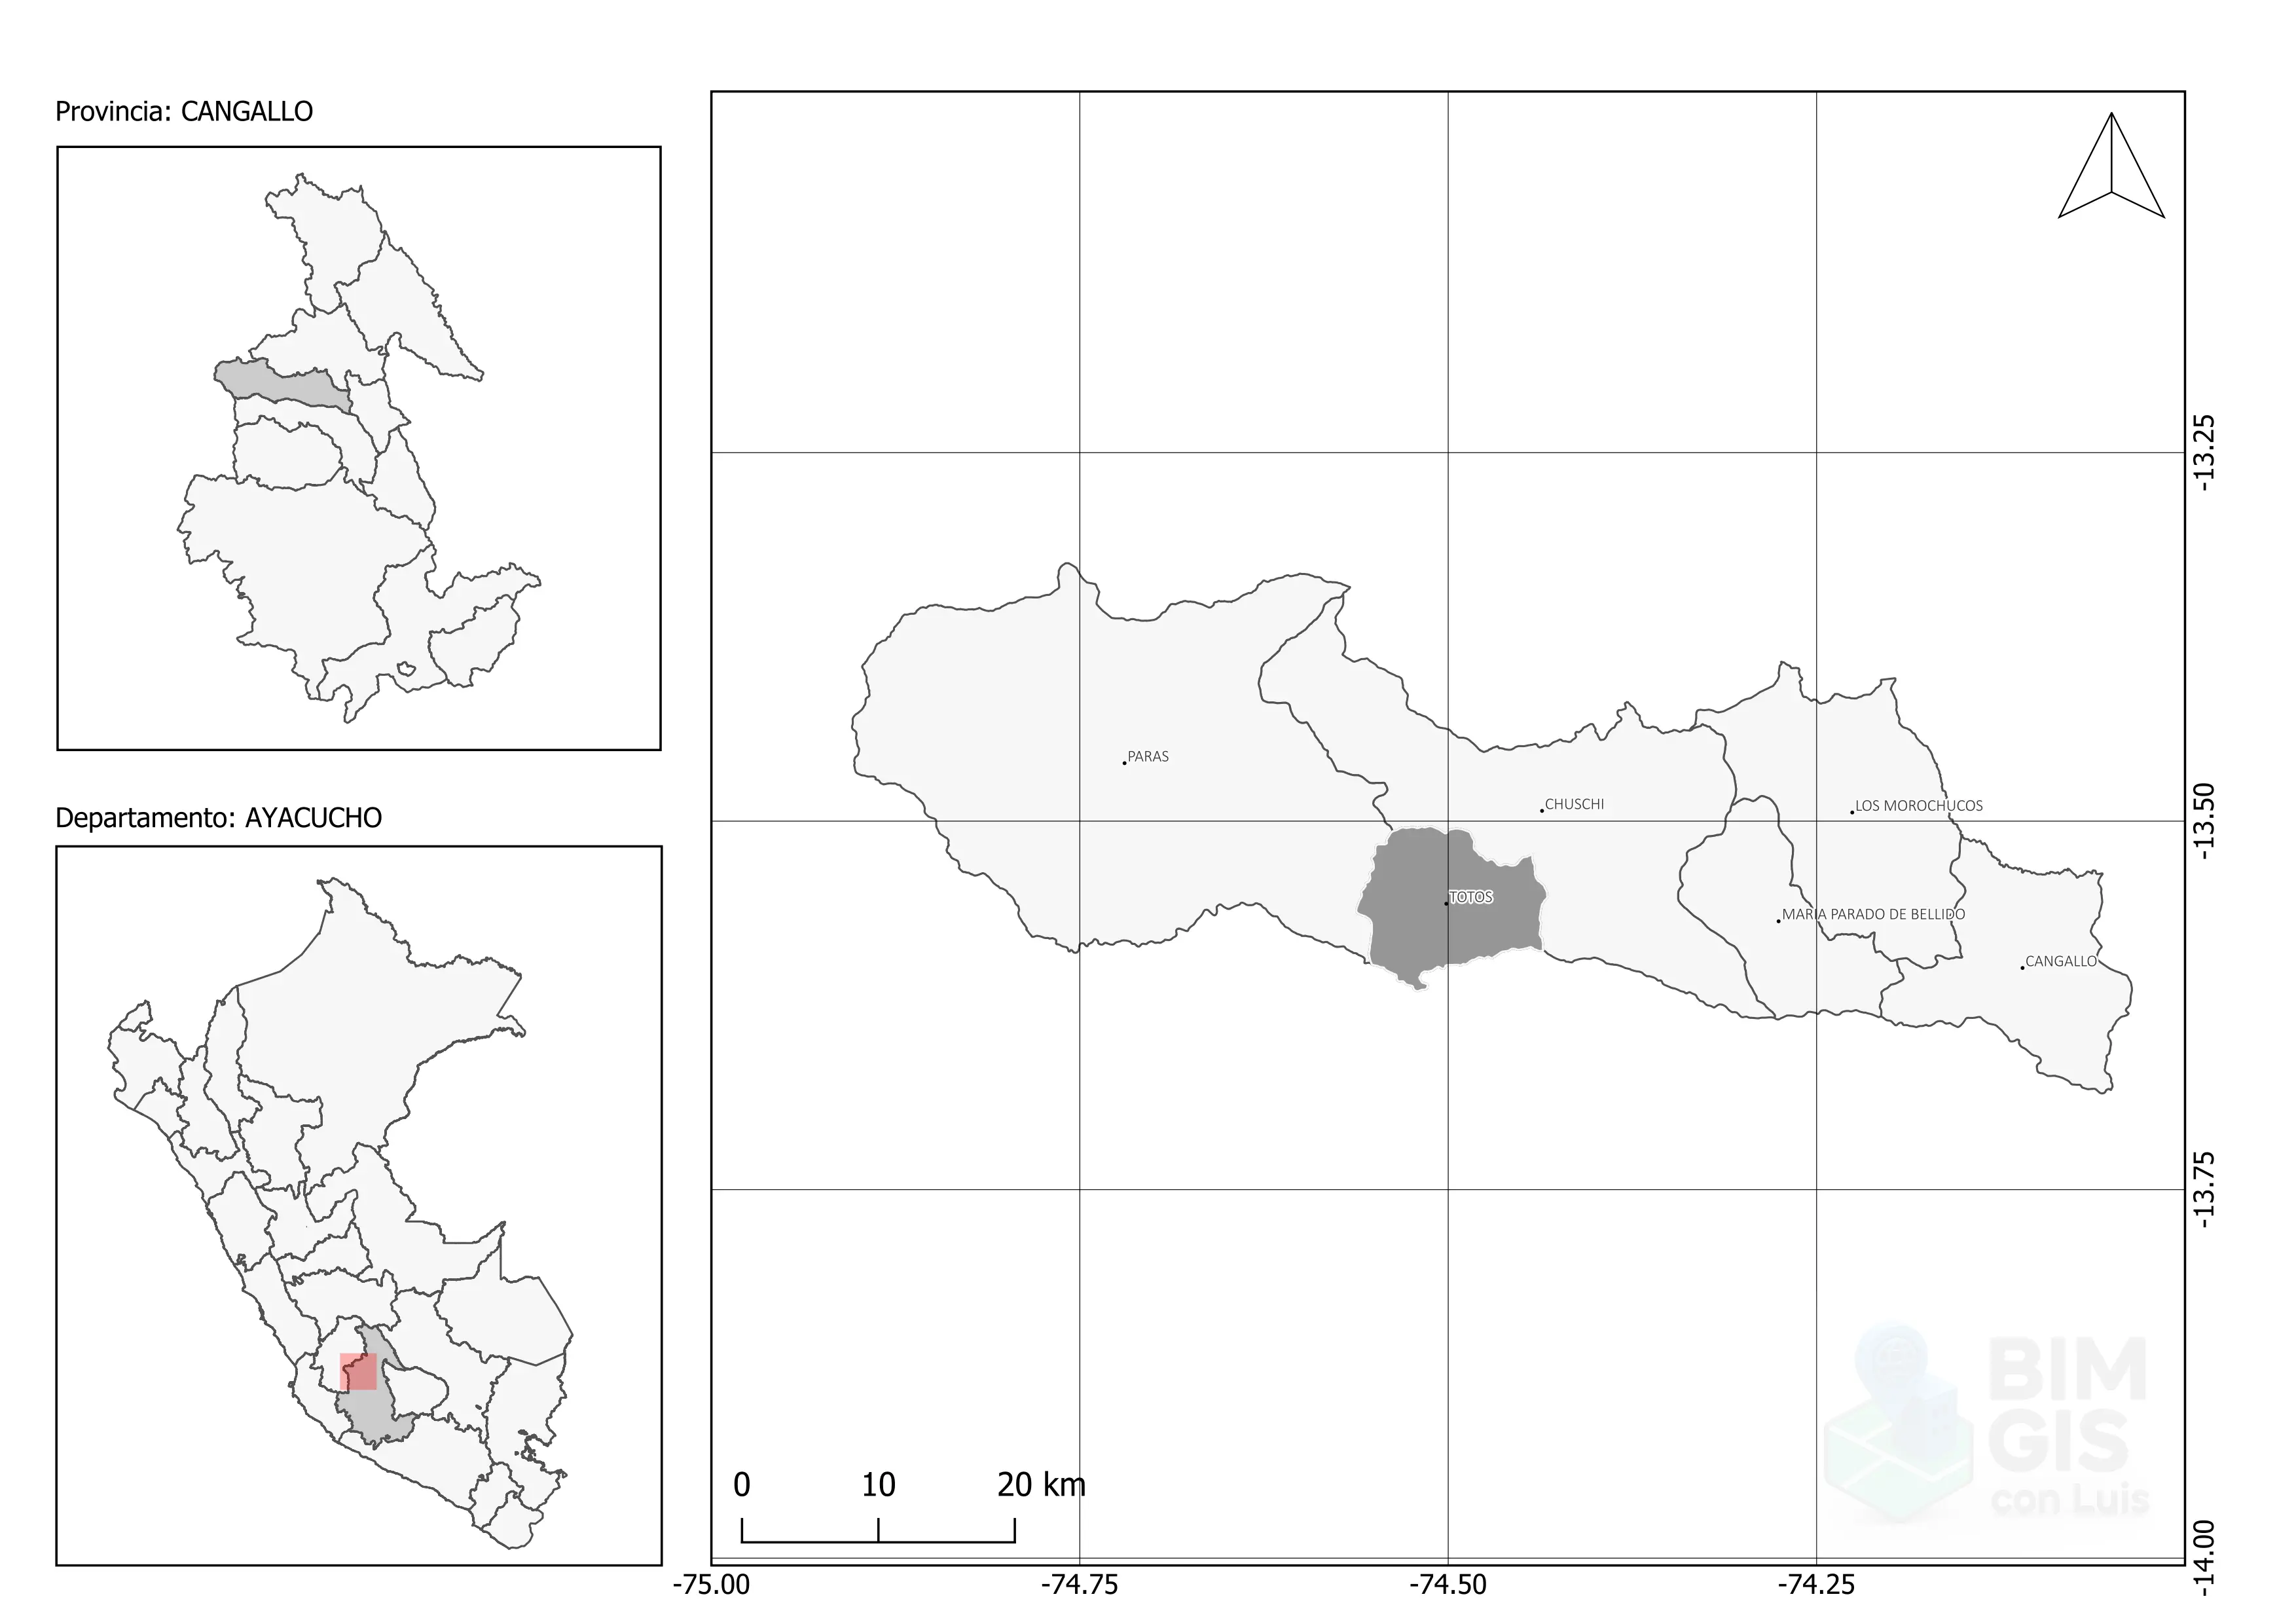 Provincia: CANGALLO
Departamento: AYACUCHO
PARAS
CHUSCHI
LOS MOROCHUCOS
TOTOS
MARIA PARADO DE BELLIDO
CANGALLO
-13.25
-13.50
-13.75
-14.00
0 10 20 km
-75.00 -74.75 -74.50 -74.25
BIM
GIS
con Luis